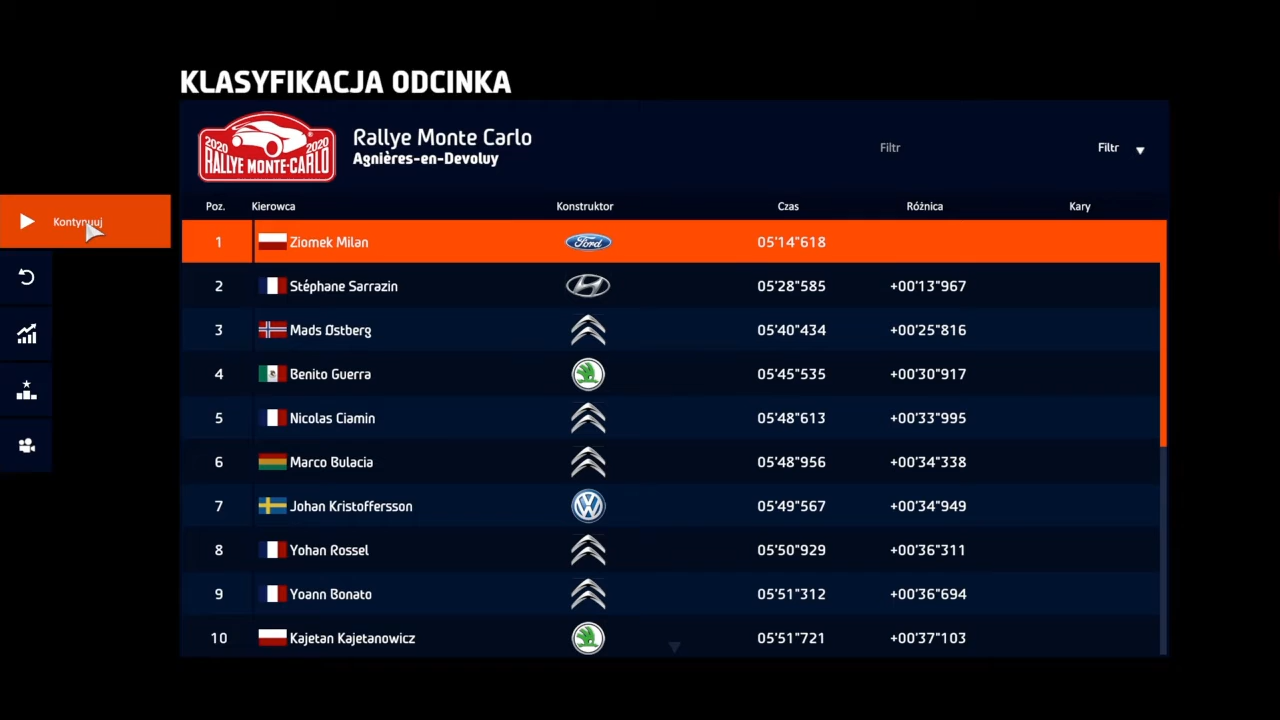 KLASYFIKACJA ODCINKA
2020 2020
RALLYE MONTE-CARLO
Rallye Monte Carlo
Agnières-en-Devoluy
Filtr Filtr
Kontynuuj
Poz. Kierowca Konstruktor Czas Różnica Kary
1 Ziomek Milan Ford 05'14"618
2 Stéphane Sarrazin 05'28"585 +00'13"967
3 Mads Østberg 05'40"434 +00'25"816
4 Benito Guerra 05'45"535 +00'30"917
5 Nicolas Ciamin 05'48"613 +00'33"995
6 Marco Bulacia 05'48"956 +00'34"338
7 Johan Kristoffersson 05'49"567 +00'34"949
8 Yohan Rossel 05'50"929 +00'36"311
9 Yoann Bonato 05'51"312 +00'36"694
10 Kajetan Kajetanowicz 05'51"721 +00'37"103